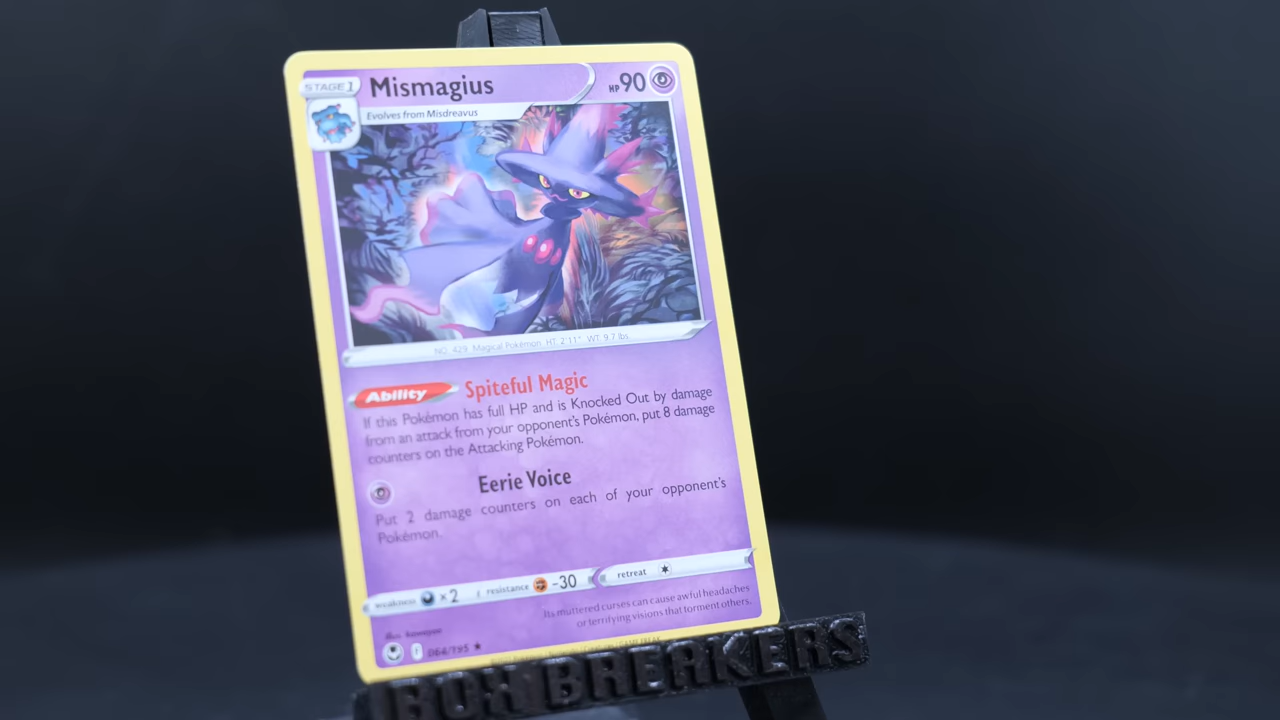 STAGE 1
Mismagius
HP 90
Evolves from Misdreavus
NO. 429 Magical Pokémon HT: 2'11" WT: 9.7 lbs
Ability Spiteful Magic
If this Pokémon has full HP and is Knocked Out by damage
from an attack from your opponent's Pokémon, put 8 damage
counters on the Attacking Pokémon.
Eerie Voice
Put 2 damage counters on each of your opponent's
Pokémon.
weakness ×2 resistance -30 retreat
Its muttered curses can cause awful headaches
or terrifying visions that torment others.
Illus.
064/195 ★
BOX BREAKERS